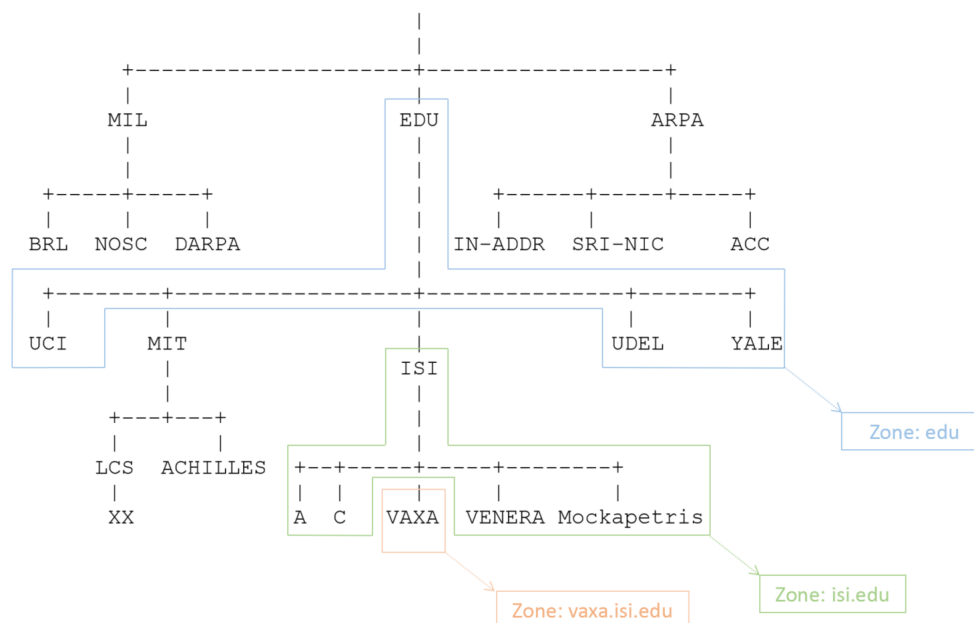 MIL EDU ARPA
BRL NOSC DARPA IN-ADDR SRI-NIC ACC
UCI MIT UDEL YALE
ISI
Zone: edu
LCS ACHILLES
XX A C VAXA VENERA Mockapetris
Zone: isi.edu
Zone: vaxa.isi.edu